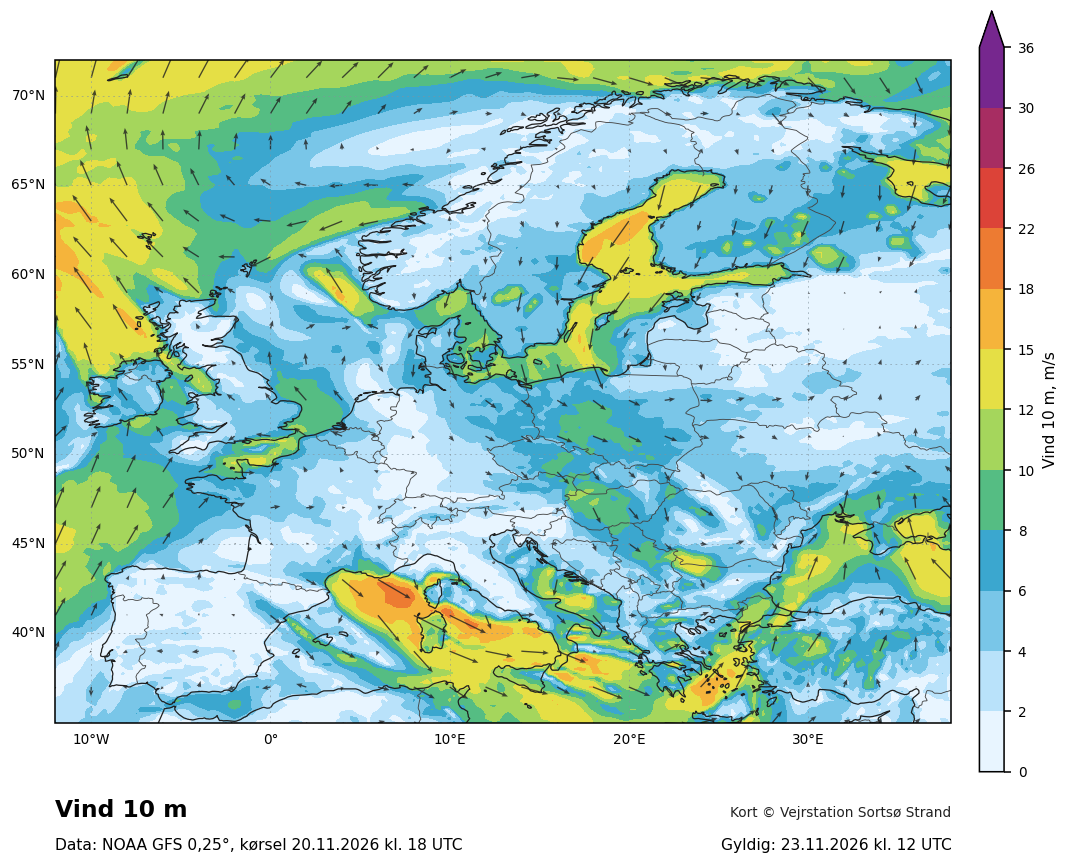 36
30
26
22
18
15
12
10
8
6
4
2
0
Vind 10 m, m/s
70°N
65°N
60°N
55°N
50°N
45°N
40°N
10°W
0°
10°E
20°E
30°E
Vind 10 m
Kort © Vejrstation Sortsø Strand
Data: NOAA GFS 0,25°, kørsel 20.11.2026 kl. 18 UTC
Gyldig: 23.11.2026 kl. 12 UTC